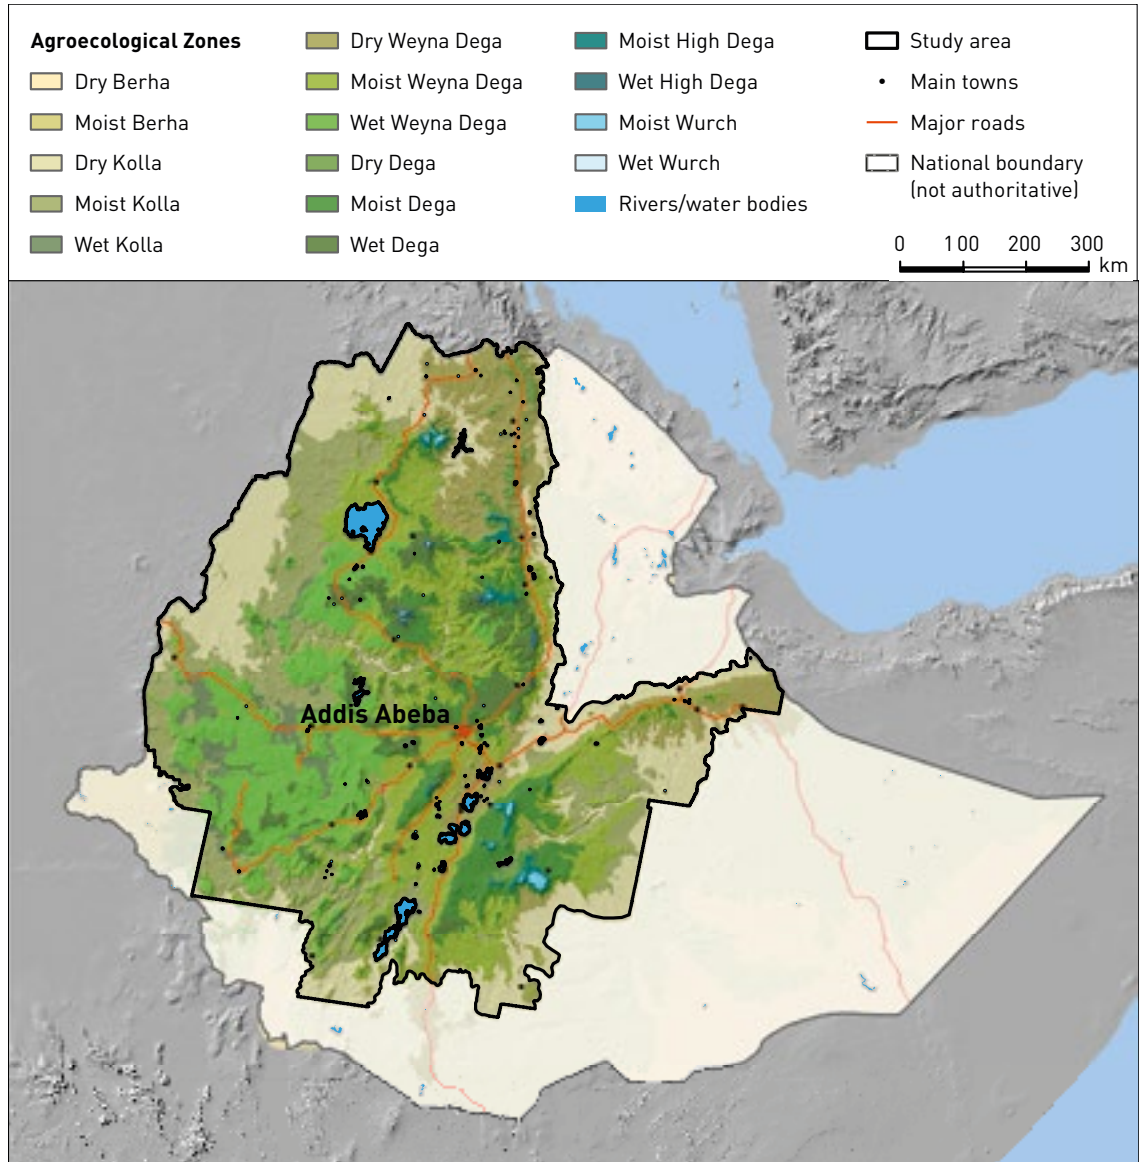 Agroecological Zones
Dry Berha
Moist Berha
Dry Kolla
Moist Kolla
Wet Kolla
Dry Weyna Dega
Moist Weyna Dega
Wet Weyna Dega
Dry Dega
Moist Dega
Wet Dega
Moist High Dega
Wet High Dega
Moist Wurch
Wet Wurch
Rivers/water bodies
Study area
Main towns
Major roads
National boundary
(not authoritative)
0 100 200 300
km
Addis Abeba